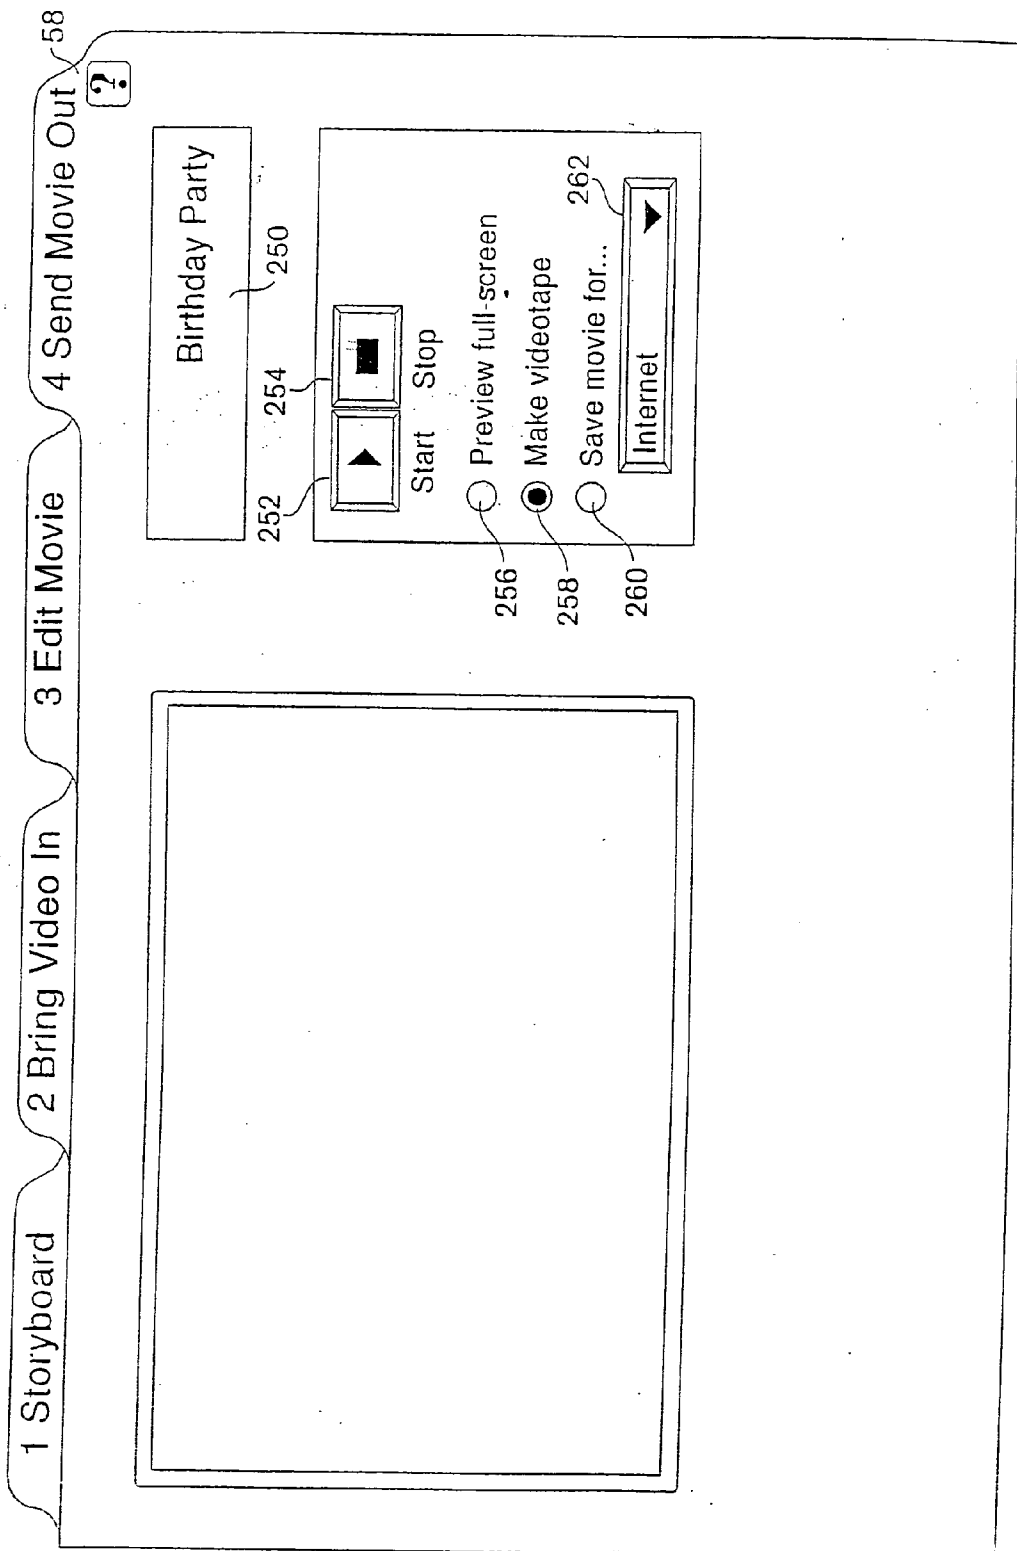 1 Storyboard
2 Bring Video In
3 Edit Movie
4 Send Movie Out
58
?
Birthday Party
250
252
254
Start
Stop
256
Preview full-screen
258
Make videotape
260
Save movie for...
262
Internet